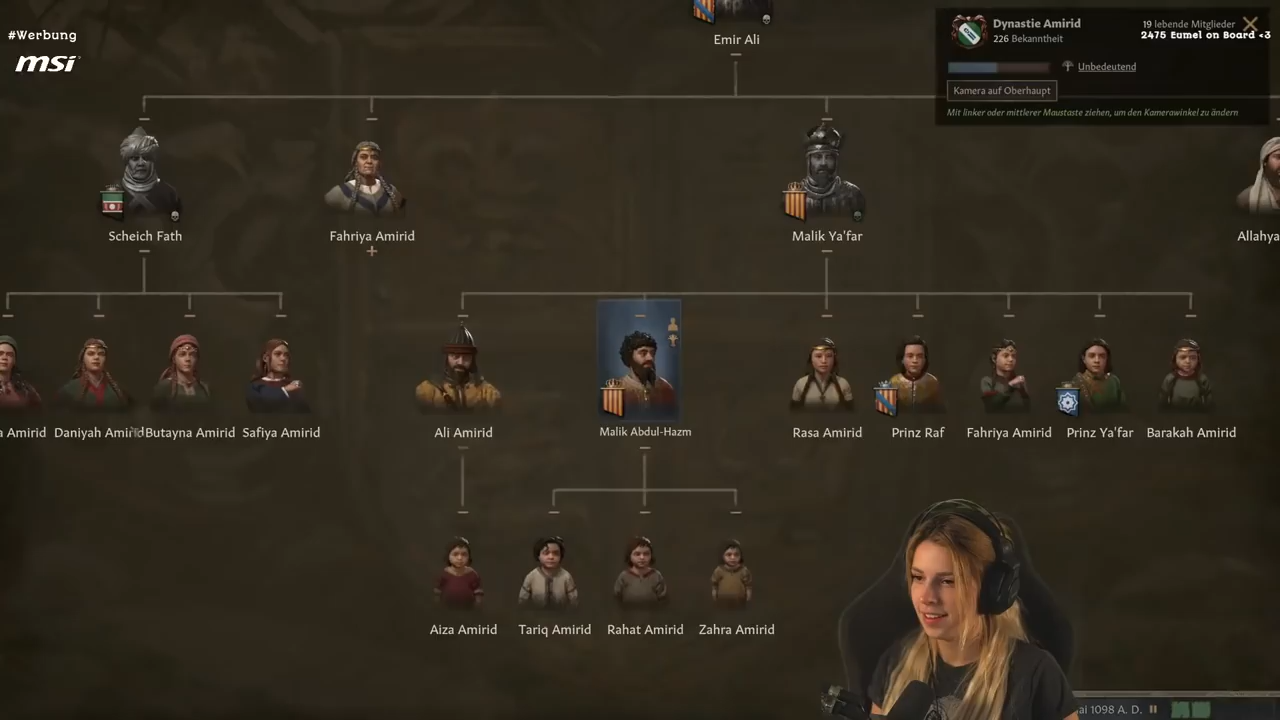 #Werbung
msi
Emir Ali
Dynastie Amirid
226 Bekanntheit
19 lebende Mitglieder
2475 Eumel on Board <3
Unbedeutend
Kamera auf Oberhaupt
Mit linker oder mittlerer Maustaste ziehen, um den Kamerawinkel zu ändern
Scheich Fath
Fahriya Amirid
Malik Ya'far
Allahya
a Amirid
Daniyah Amirid
Butayna Amirid
Safiya Amirid
Ali Amirid
Malik Abdul-Hazm
Rasa Amirid
Prinz Raf
Fahriya Amirid
Prinz Ya'far
Barakah Amirid
Aiza Amirid
Tariq Amirid
Rahat Amirid
Zahra Amirid
ai 1098 A. D.